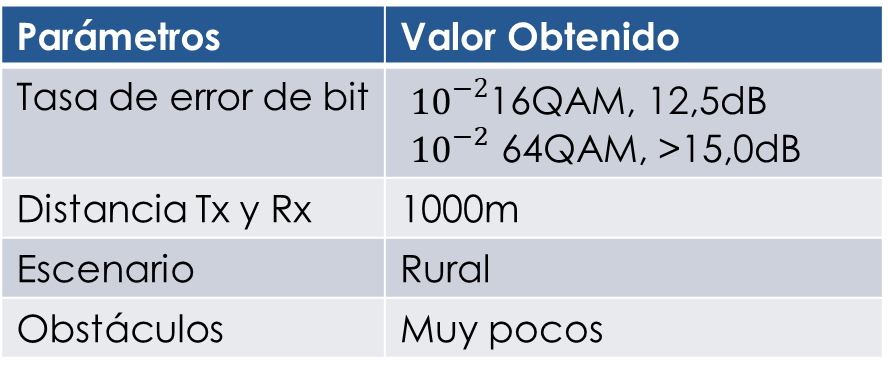 Parámetros Valor Obtenido
Tasa de error de bit 10⁻²16QAM, 12,5dB
10⁻² 64QAM, >15,0dB
Distancia Tx y Rx 1000m
Escenario Rural
Obstáculos Muy pocos